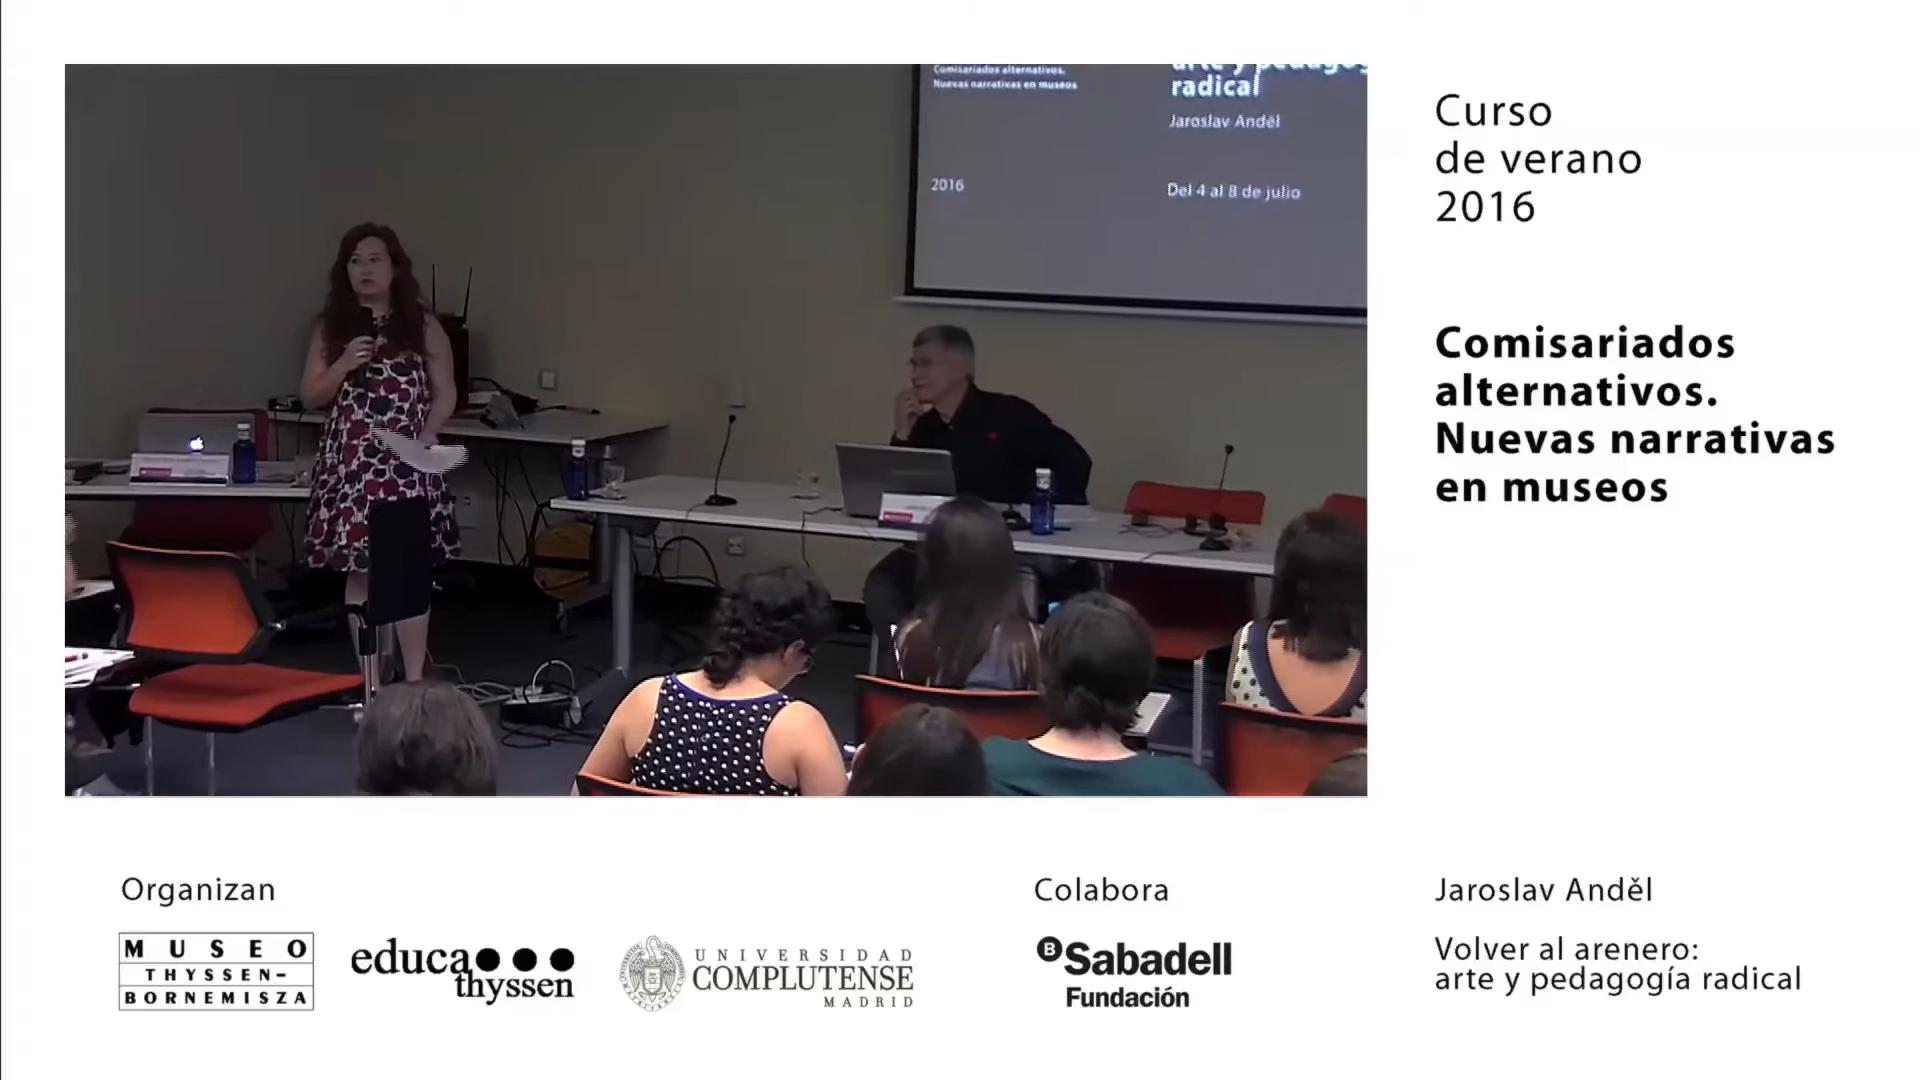 Comisariados alternativos.
Nuevas narrativas en museos
arte y pedagog
radical
Jaroslav Anděl
2016
Del 4 al 8 de julio
Curso
de verano
2016
Comisariados
alternativos.
Nuevas narrativas
en museos
Organizan
MUSEO
THYSSEN-
BORNEMISZA
educa
thyssen
UNIVERSIDAD
COMPLUTENSE
MADRID
Colabora
B Sabadell
Fundación
Jaroslav Anděl
Volver al arenero:
arte y pedagogía radical